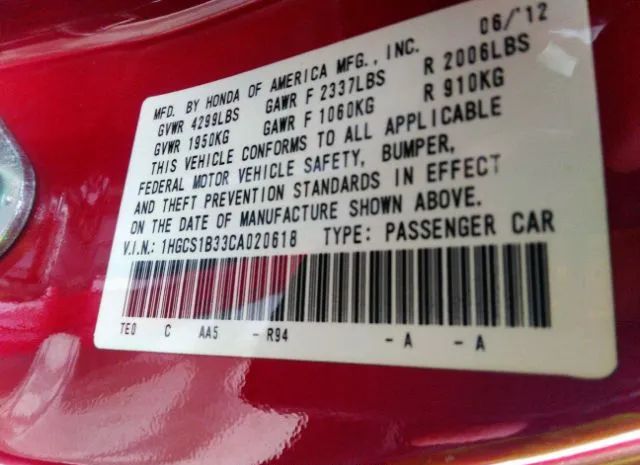 MFD. BY HONDA OF AMERICA MFG., INC. 06/'12
GVWR 4299LBS GAWR F 2337LBS R 2006LBS
GVWR 1950KG GAWR F 1060KG R 910KG
THIS VEHICLE CONFORMS TO ALL APPLICABLE
FEDERAL MOTOR VEHICLE SAFETY, BUMPER,
AND THEFT PREVENTION STANDARDS IN EFFECT
ON THE DATE OF MANUFACTURE SHOWN ABOVE.
V.I.N.: 1HGCS1B33CA020618 TYPE: PASSENGER CAR
TE0 C AA5 - R94 - A - A